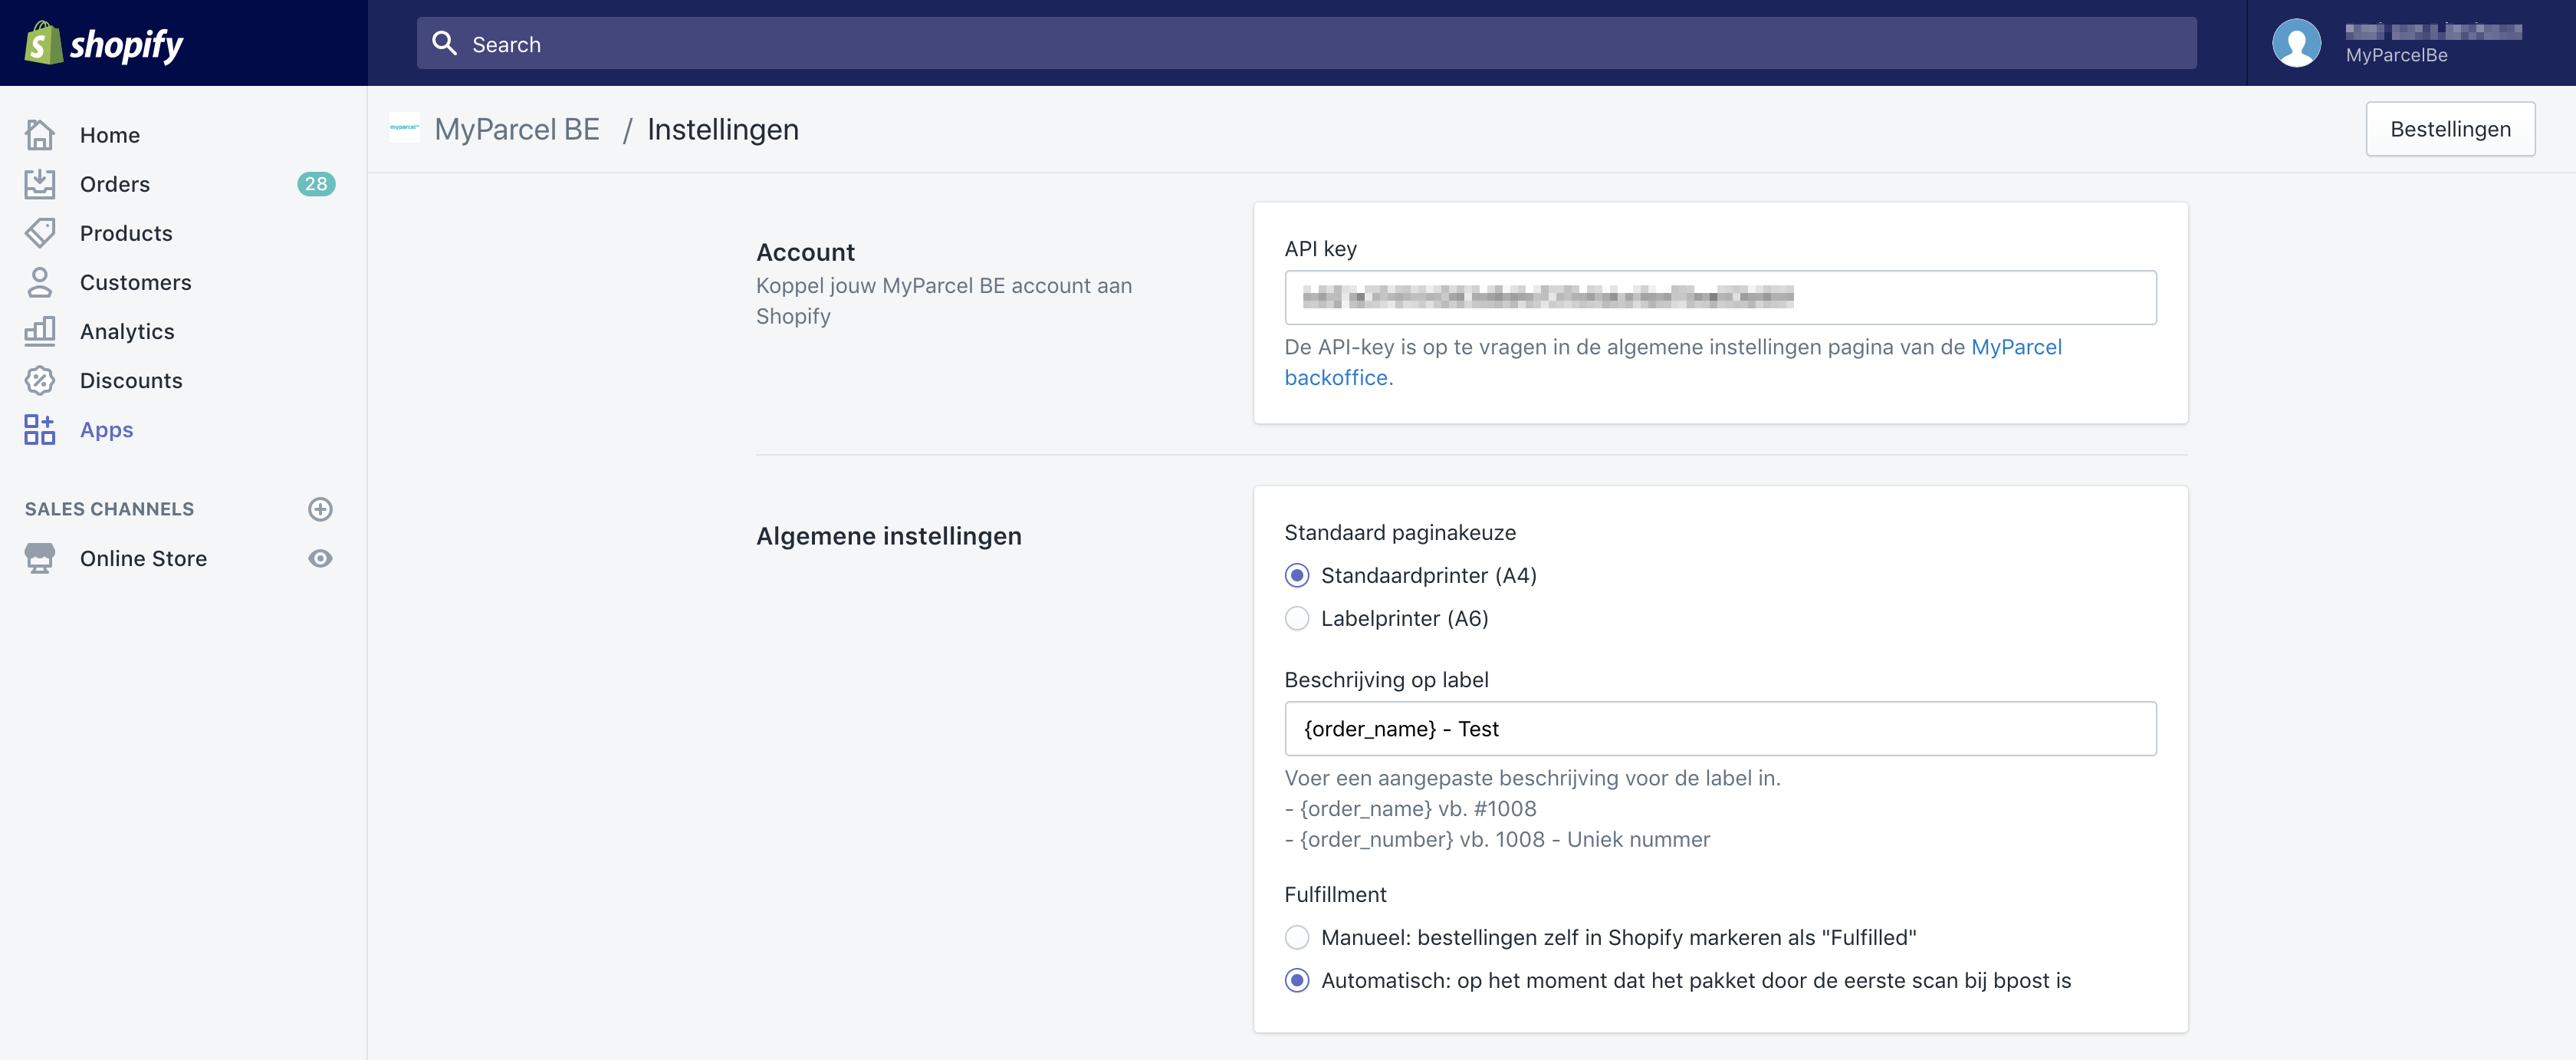 shopify
Search
MyParcelBe
Home
Orders 28
Products
Customers
Analytics
Discounts
Apps
SALES CHANNELS
Online Store
myparcel
MyParcel BE / Instellingen
Bestellingen
Account
Koppel jouw MyParcel BE account aan
Shopify
API key
De API-key is op te vragen in de algemene instellingen pagina van de MyParcel
backoffice.
Algemene instellingen
Standaard paginakeuze
Standaardprinter (A4)
Labelprinter (A6)
Beschrijving op label
{order_name} - Test
Voer een aangepaste beschrijving voor de label in.
- {order_name} vb. #1008
- {order_number} vb. 1008 - Uniek nummer
Fulfillment
Manueel: bestellingen zelf in Shopify markeren als "Fulfilled"
Automatisch: op het moment dat het pakket door de eerste scan bij bpost is